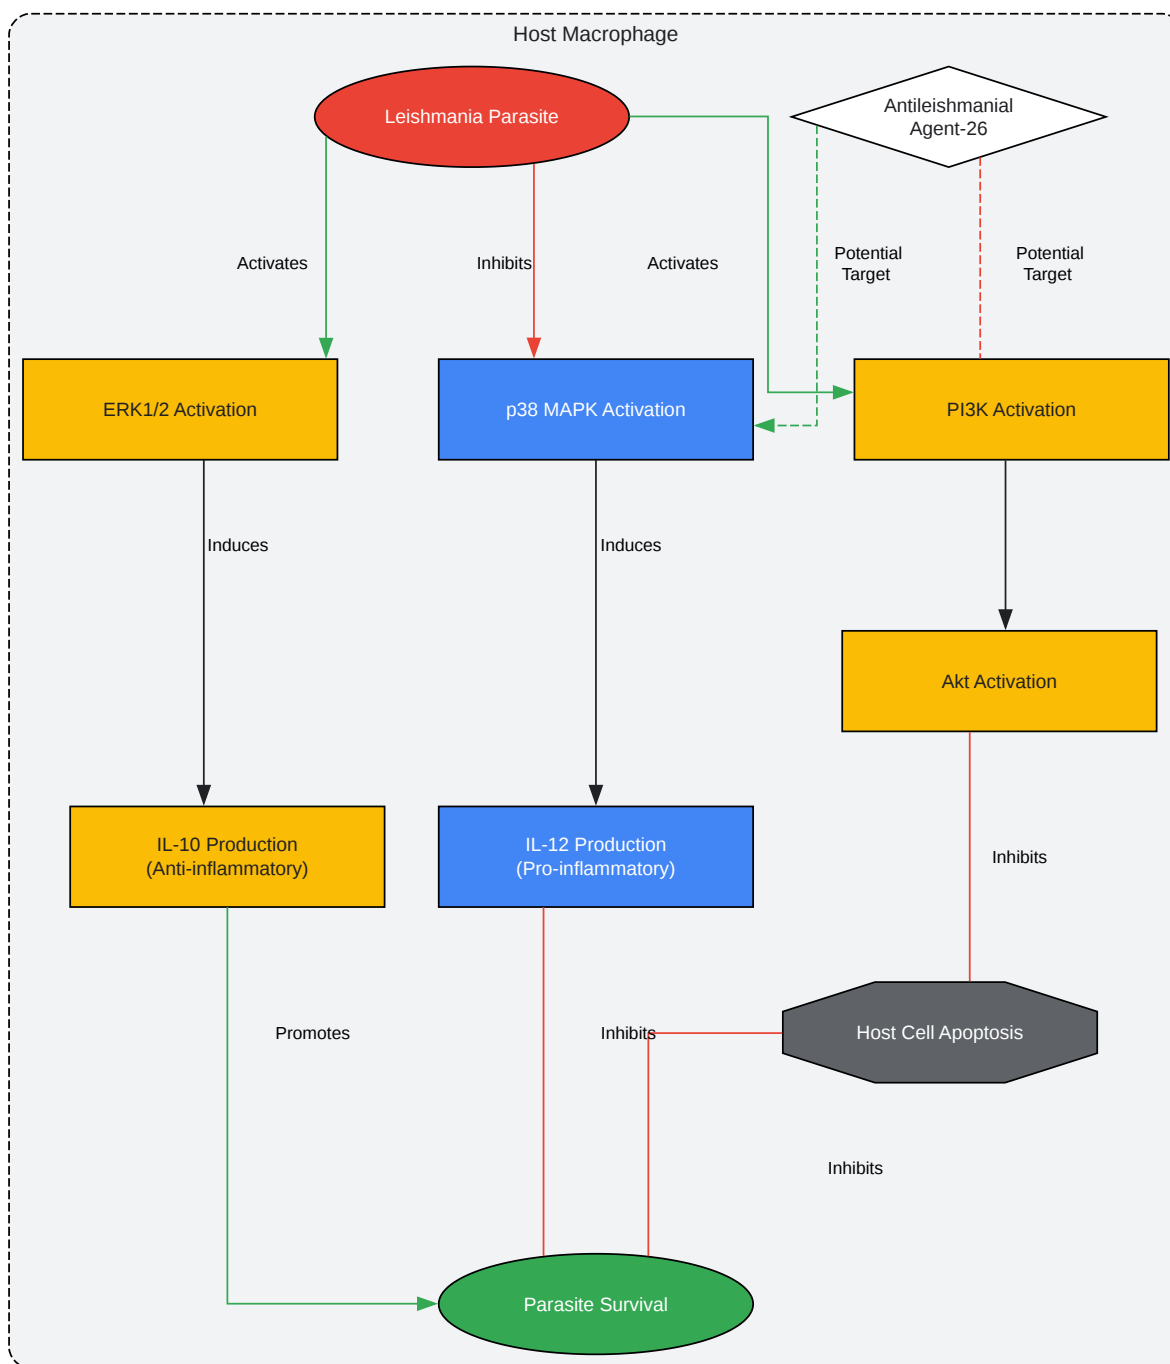 Host Macrophage
Leishmania Parasite
Antileishmanial
Agent-26
Activates
Inhibits
Activates
Potential
Target
Potential
Target
ERK1/2 Activation
p38 MAPK Activation
PI3K Activation
Induces
Induces
Akt Activation
IL-10 Production
(Anti-inflammatory)
IL-12 Production
(Pro-inflammatory)
Inhibits
Promotes
Inhibits
Host Cell Apoptosis
Inhibits
Parasite Survival